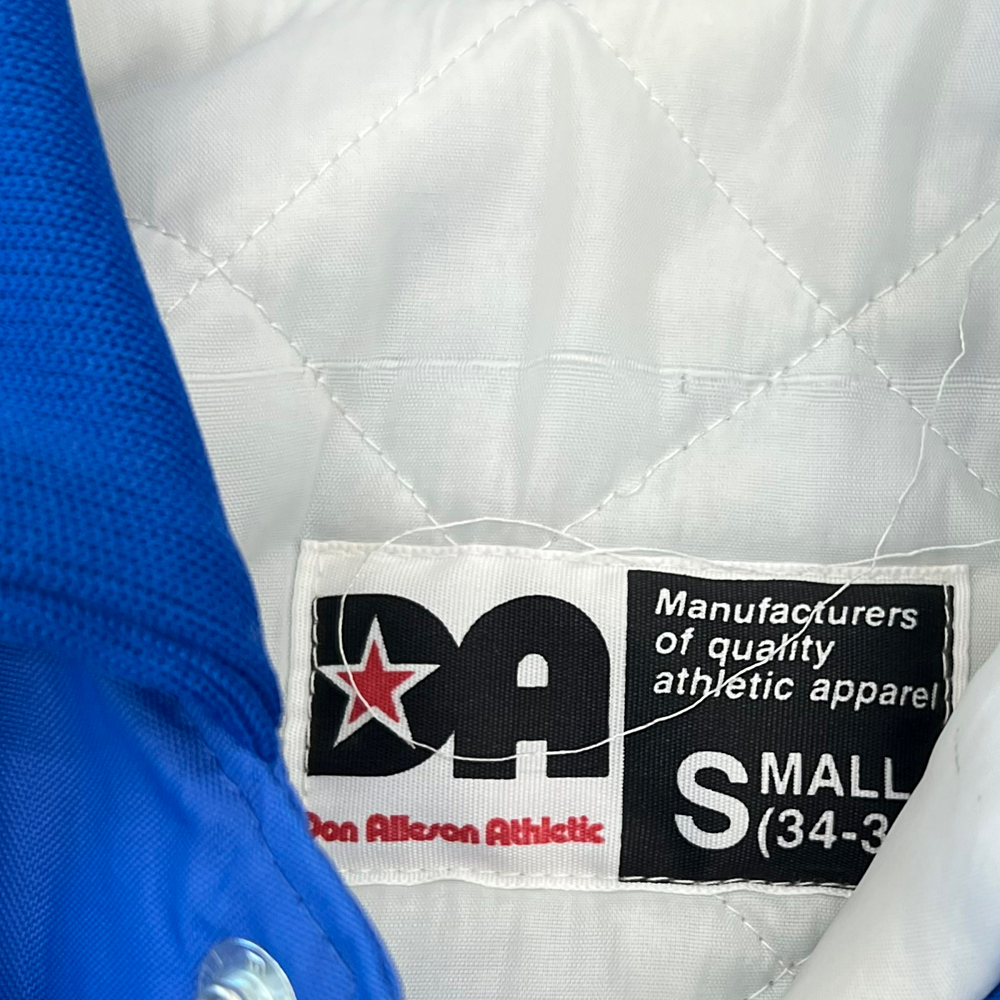 DA
Don Alleson Athletic
Manufacturers
of quality
athletic apparel
SMALL
(34-3